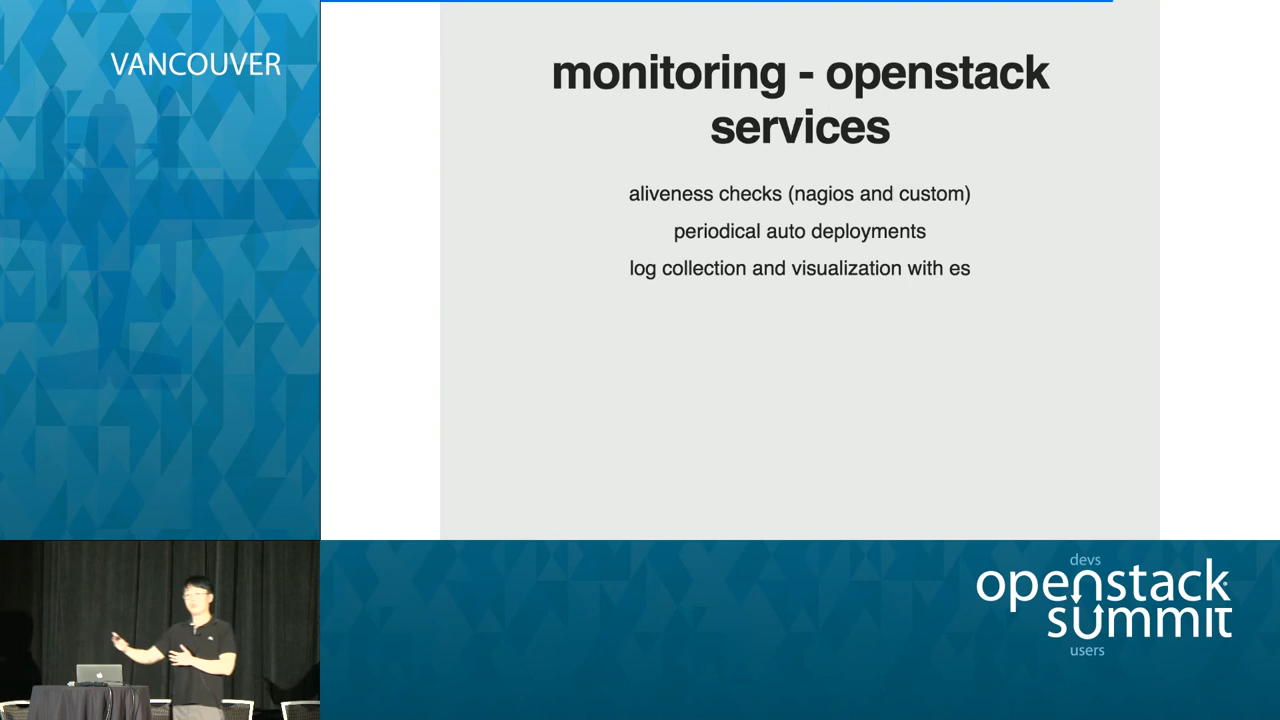 VANCOUVER
monitoring - openstack
services
aliveness checks (nagios and custom)
periodical auto deployments
log collection and visualization with es
devs
openstack
summit
users